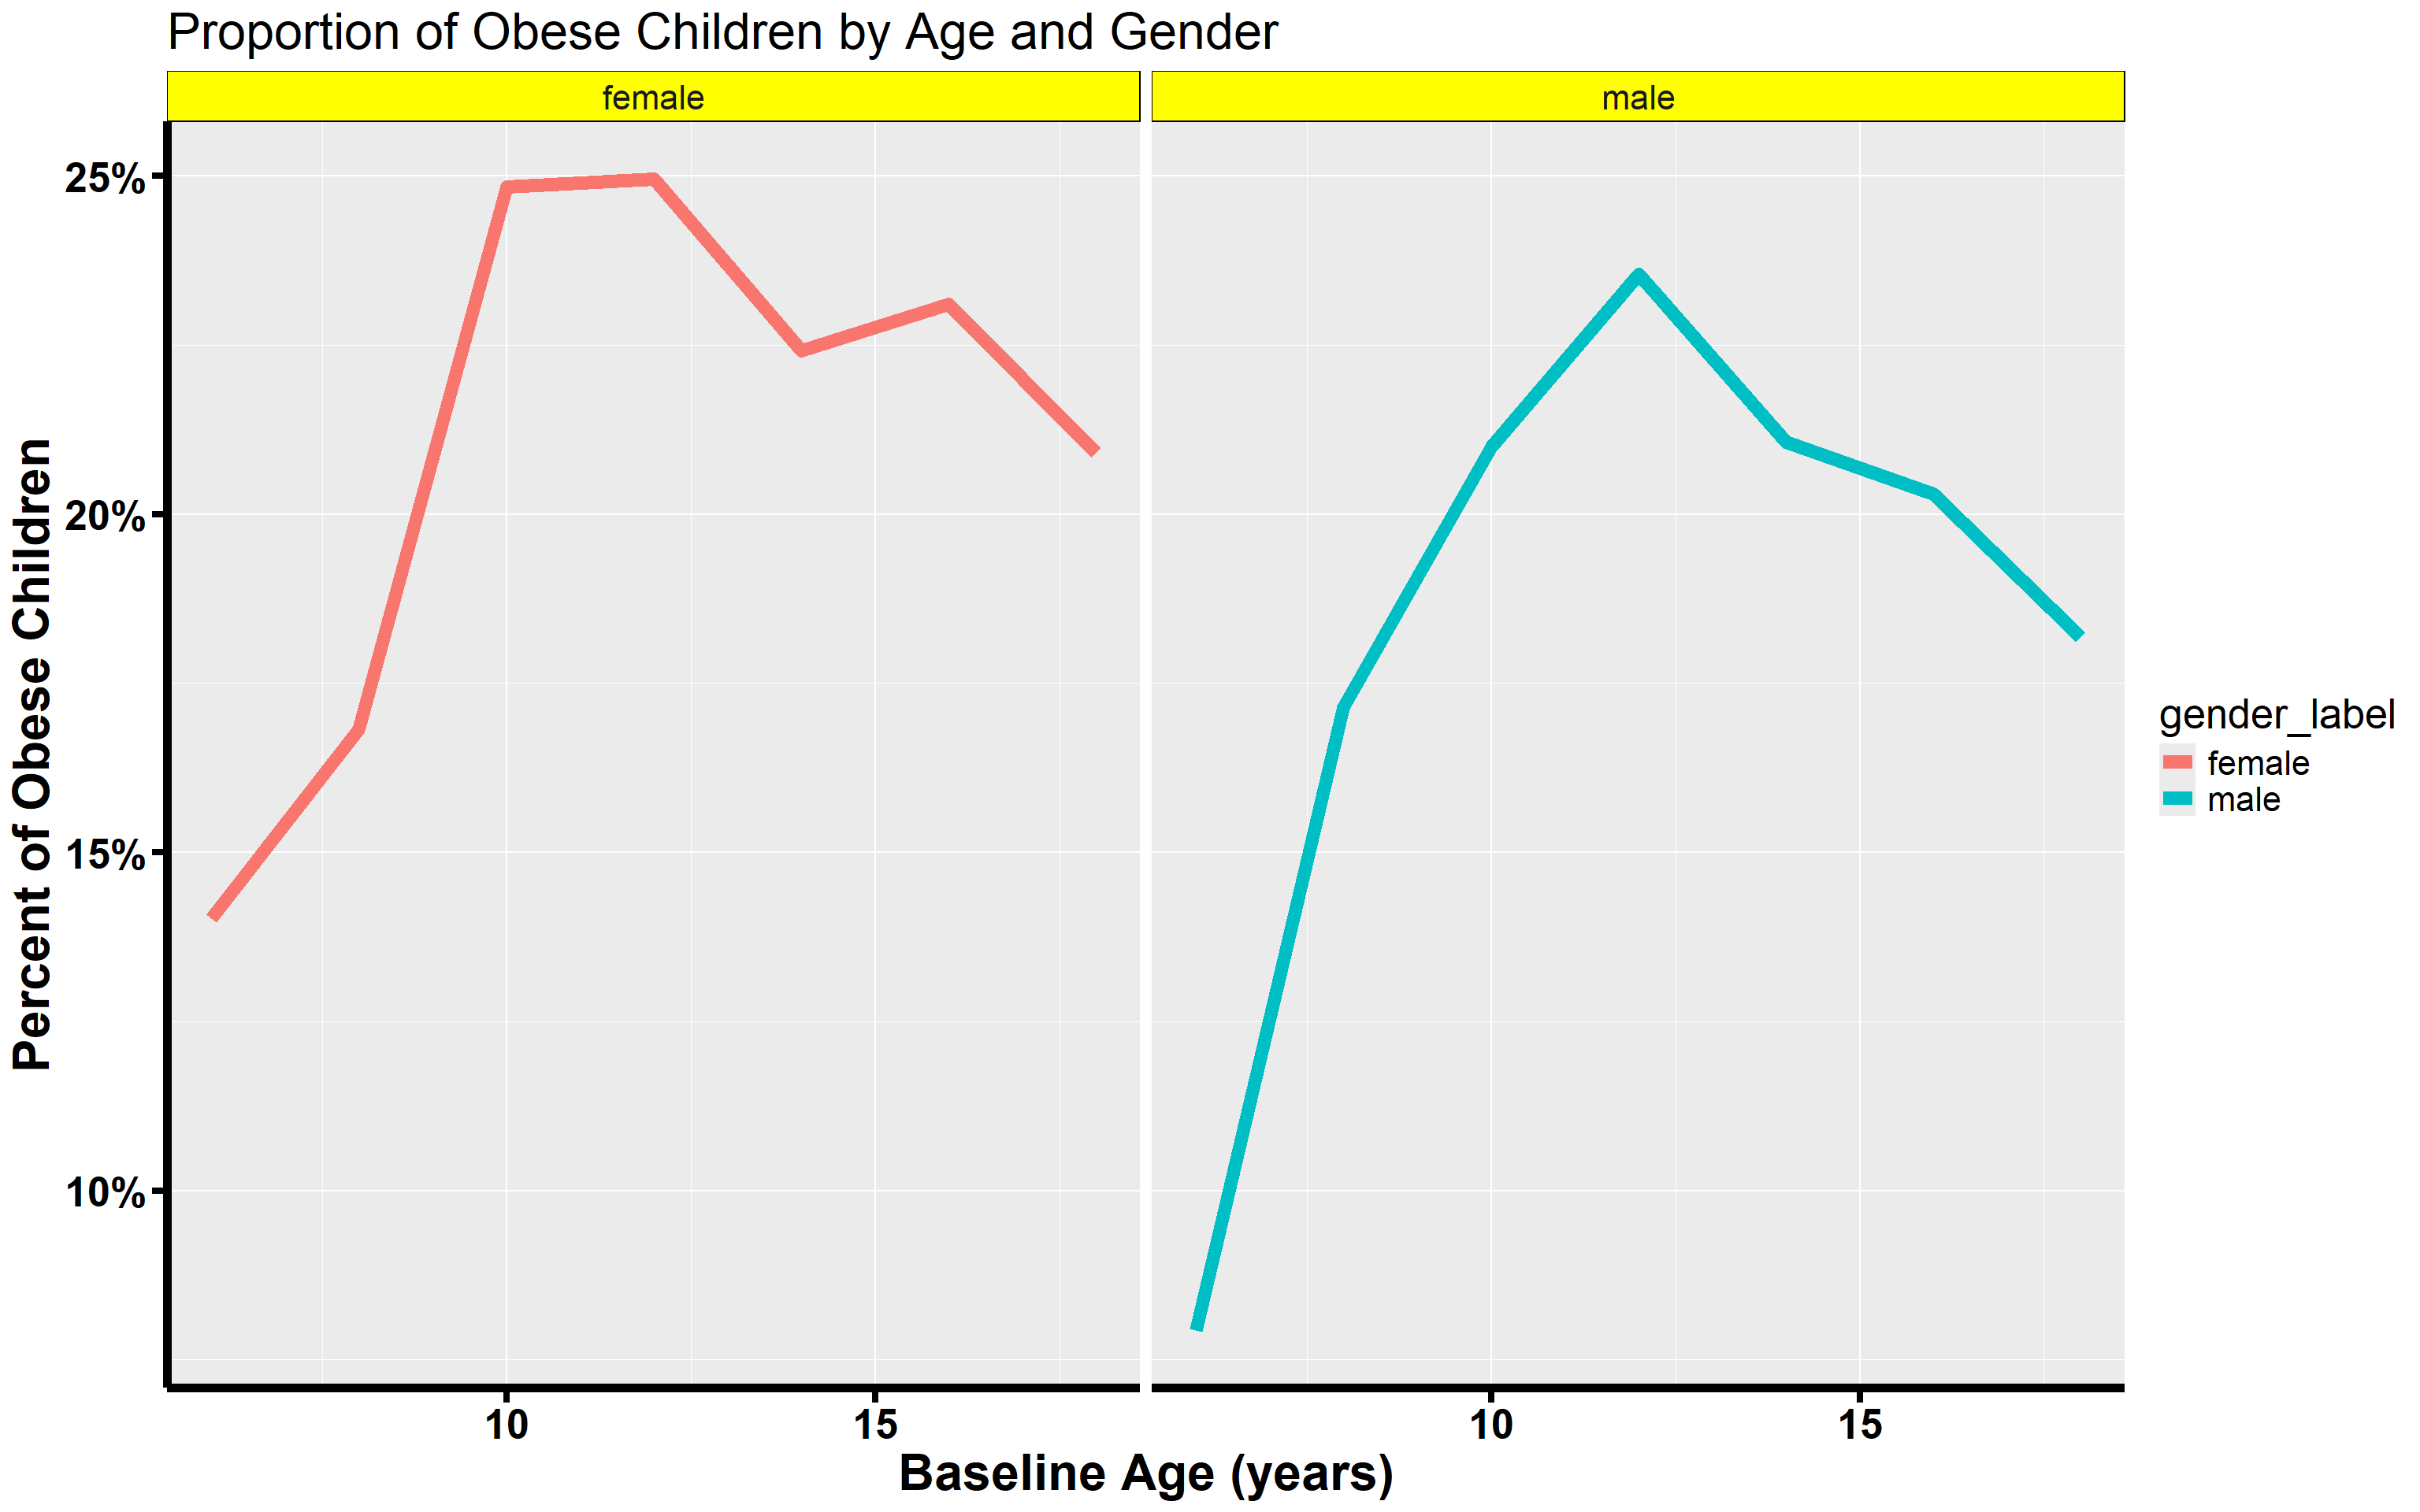 Proportion of Obese Children by Age and Gender
female
male
Percent of Obese Children
25%
20%
15%
10%
10
15
10
15
Baseline Age (years)
gender_label
female
male